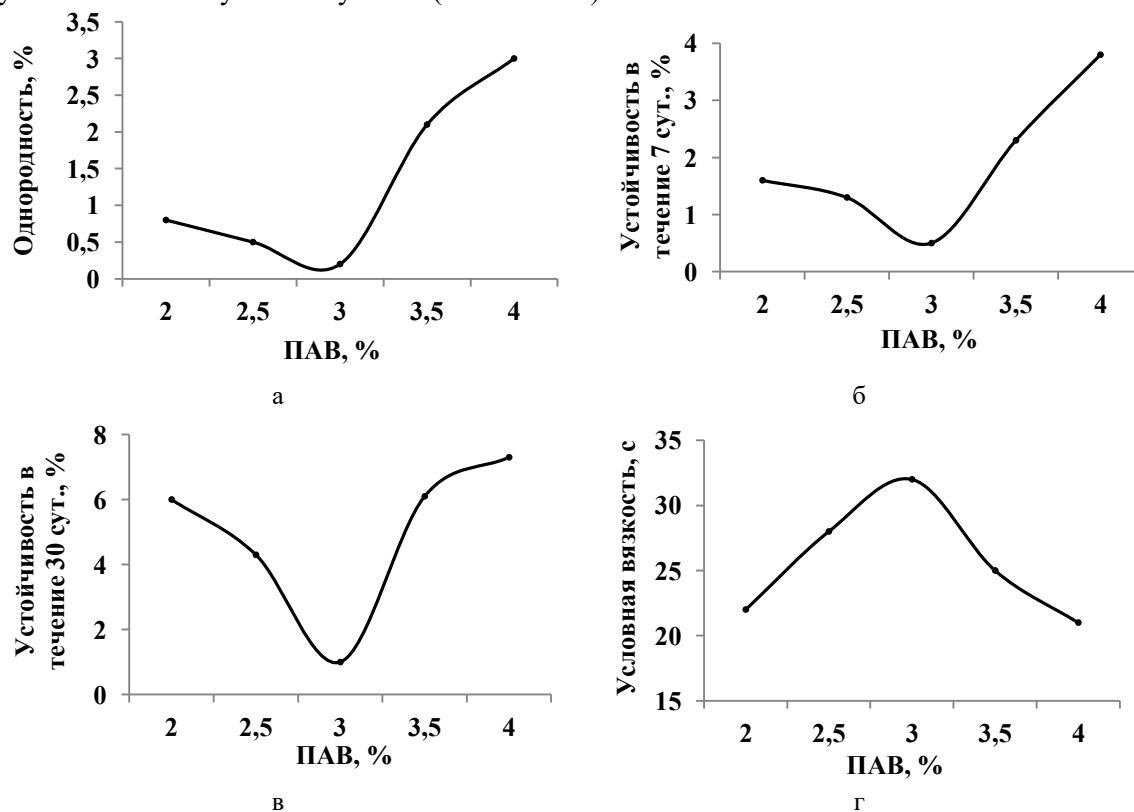 Однородность, %
3,5
3
2,5
2
1,5
1
0,5
0
2 2,5 3 3,5 4
ПАВ, %
а
Устойчивость в
течение 7 сут., %
4
3
2
1
0
2 2,5 3 3,5 4
ПАВ, %
б
Устойчивость в
течение 30 сут., %
8
6
4
2
0
2 2,5 3 3,5 4
ПАВ, %
в
Условная вязкость, с
35
30
25
20
15
2 2,5 3 3,5 4
ПАВ, %
г